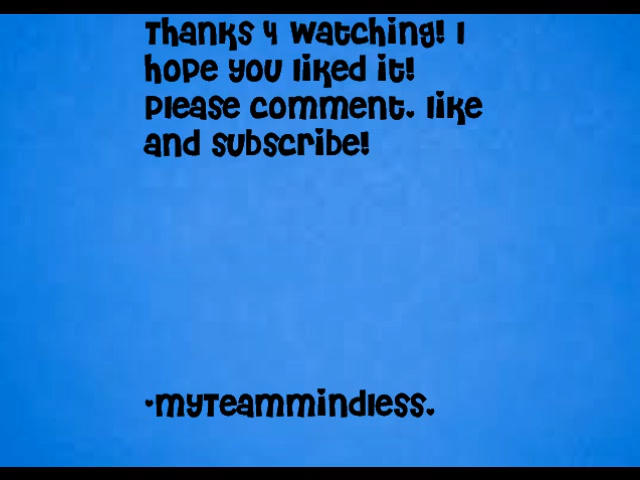 Thanks 4 watching! I
hope you liked it!
Please comment, like
and subscribe!
-myTeammindless.